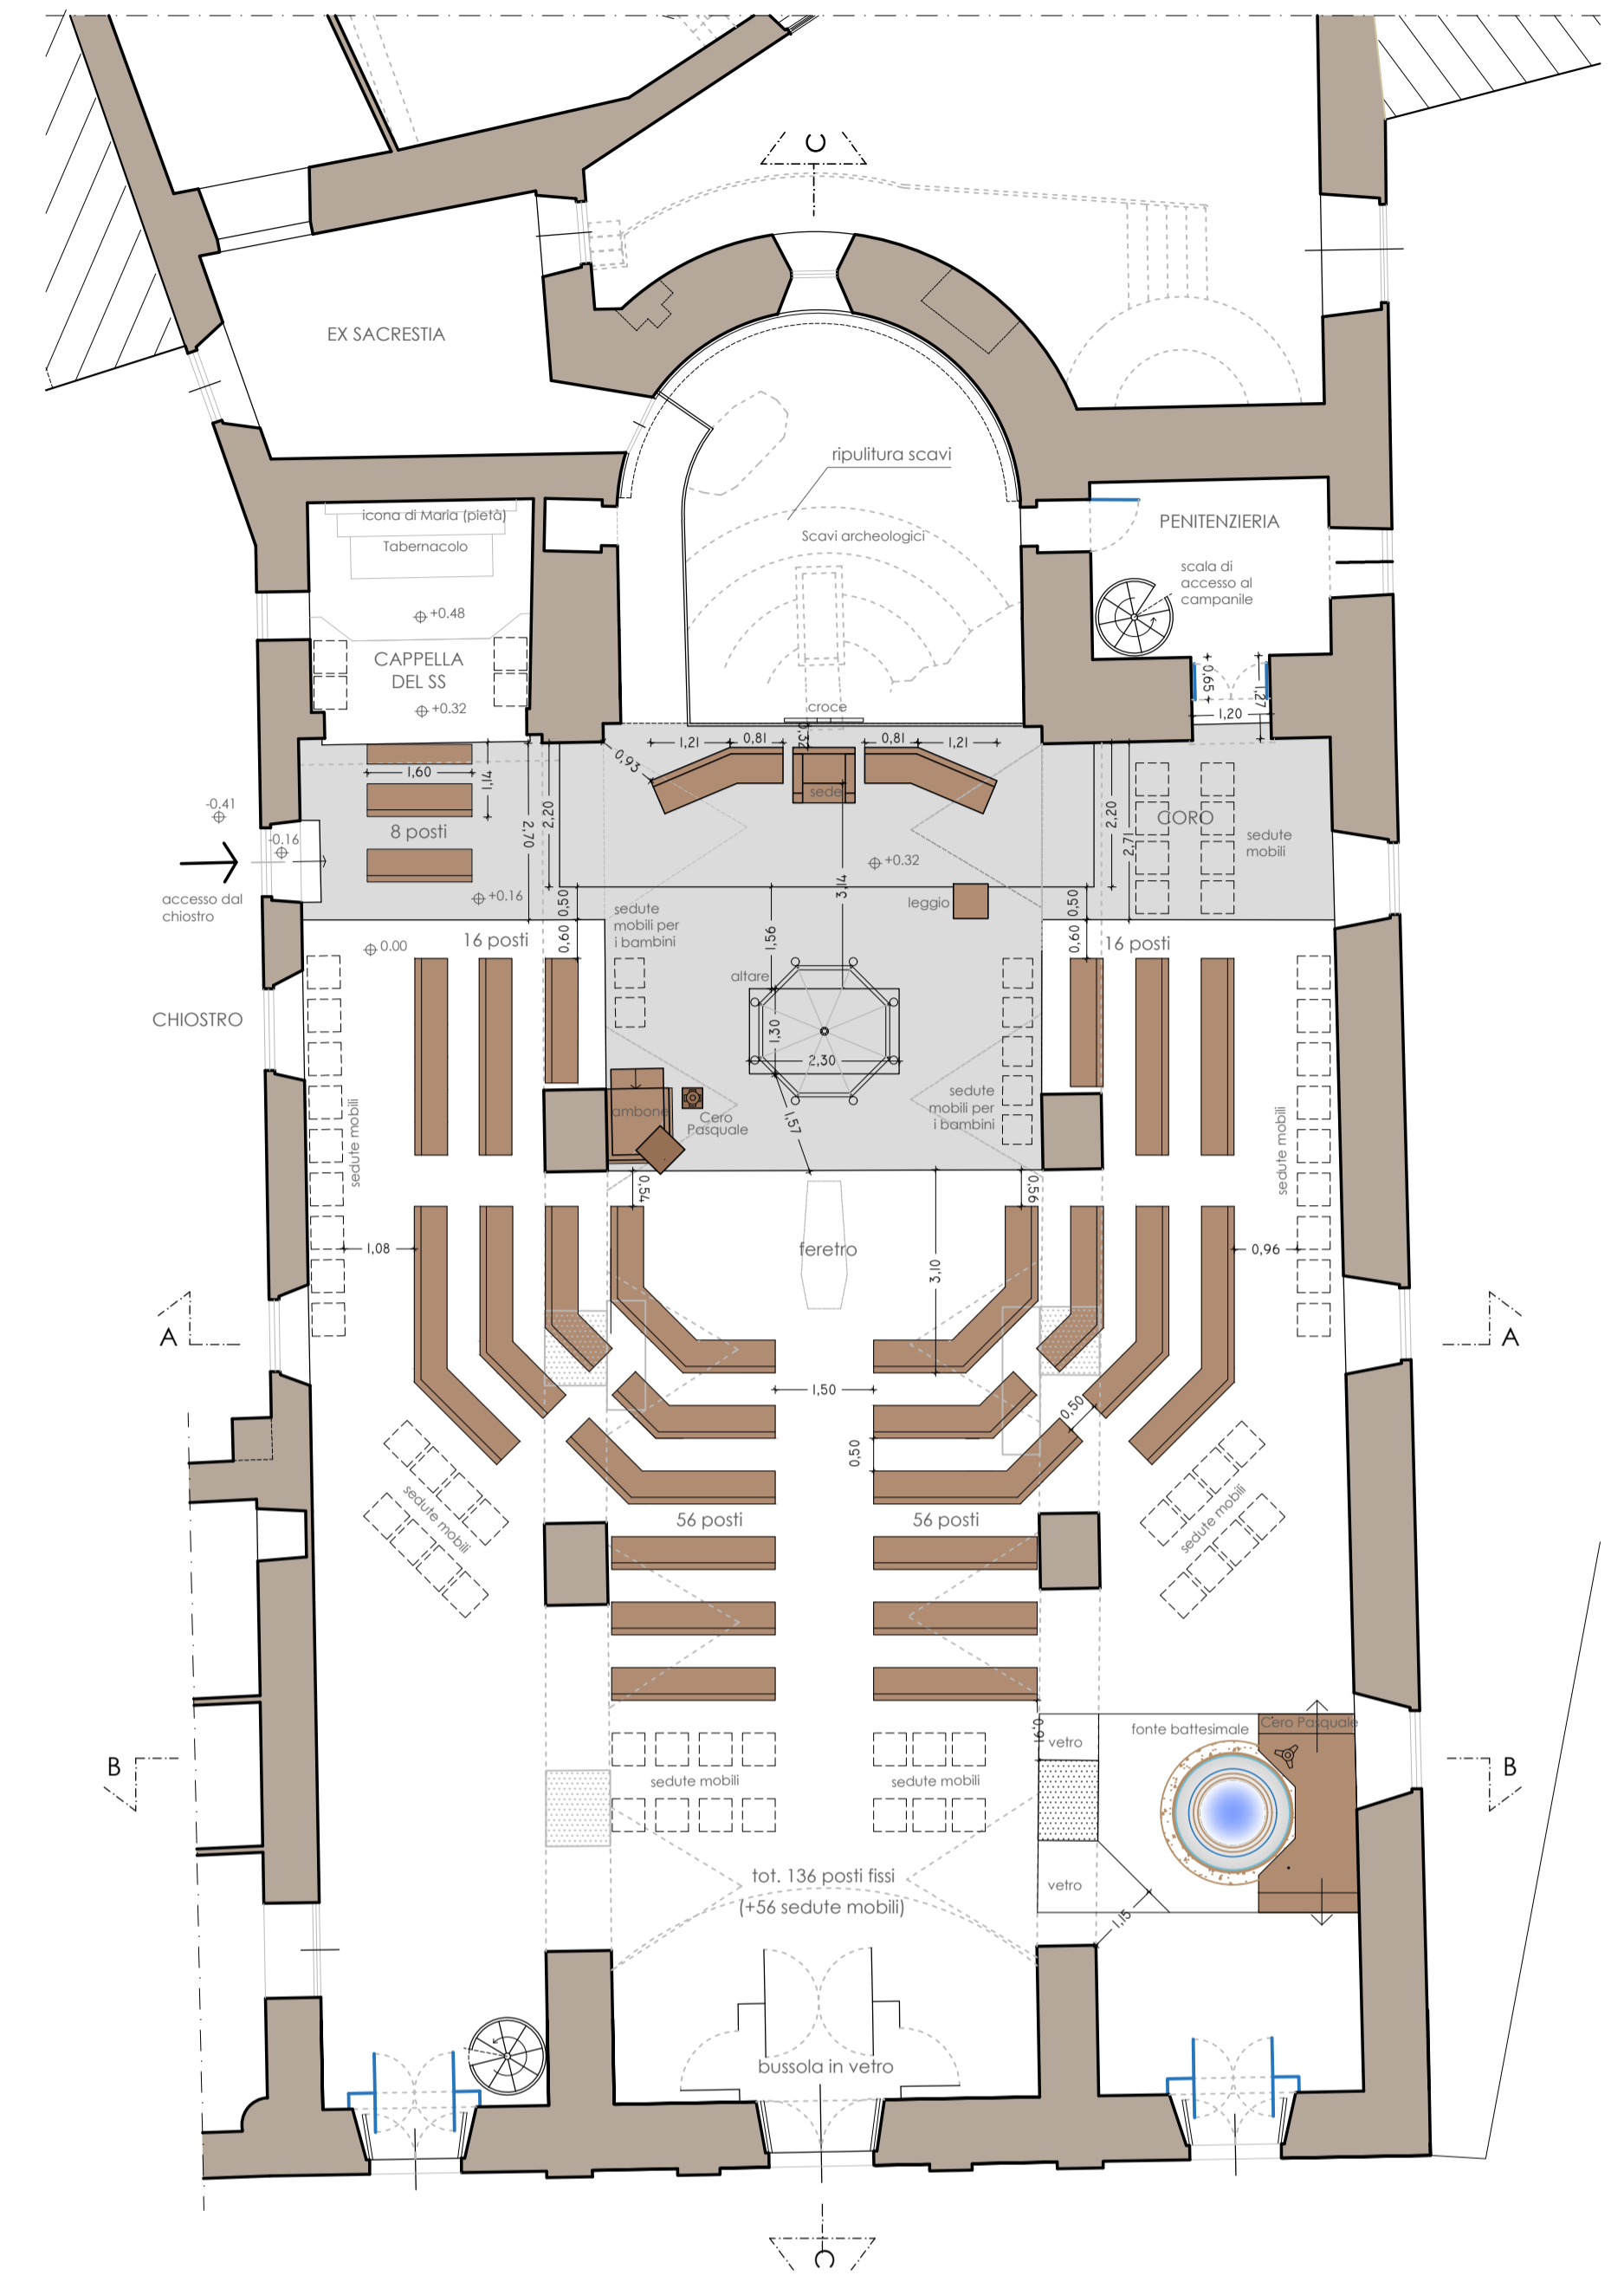 C
EX SACRESTIA
ripulitura scavi
icona di Maria (pietà)
Tabernacolo
Scavi archeologici
PENITENZIERIA
scala di
accesso al
campanile
+0.48
CAPPELLA
DEL SS
+0.32
0,65
1,27
1,20
croce
0,32
1,21
0,81
0,81
1,21
0,93
sede
1,60
1,14
8 posti
-0.41
-0.16
accesso dal
chiostro
+0.16
2,70
2,20
3,14
+0.32
2,20
2,71
CORO
sedute
mobili
leggio
0,50
0,60
0,50
0,60
sedute
mobili per
i bambini
1,56
16 posti
0.00
16 posti
altare
1,30
2,30
CHIOSTRO
ambone
Cero
Pasquale
1,57
sedute
mobili per
i bambini
sedute mobili
sedute mobili
0,54
0,56
feretro
3,10
1,08
0,96
A
A
1,50
0,50
0,50
sedute mobili
sedute mobili
56 posti
56 posti
0,61
vetro
fonte battesimale
Cero Pasquale
B
B
sedute mobili
sedute mobili
tot. 136 posti fissi
(+56 sedute mobili)
vetro
1,15
bussola in vetro
C